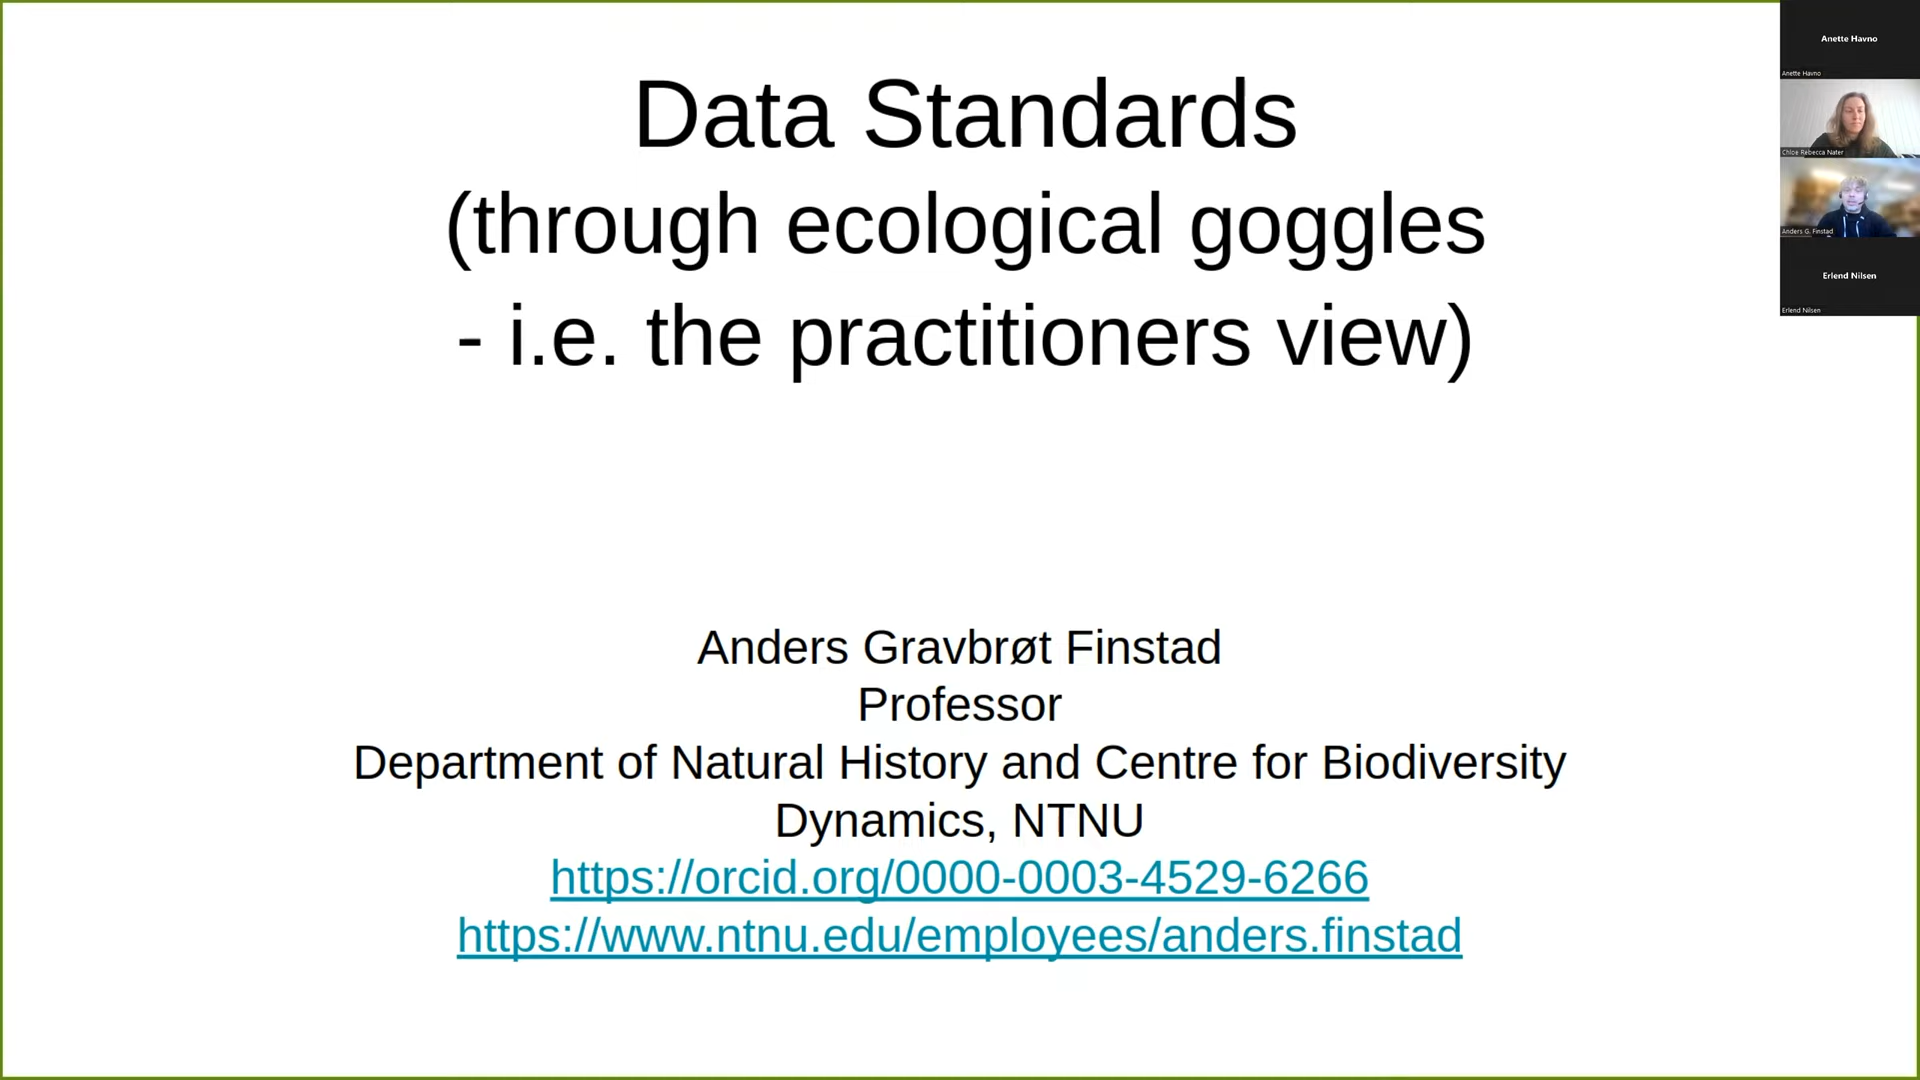 Data Standards
(through ecological goggles
- i.e. the practitioners view)
Anders Gravbrøt Finstad
Professor
Department of Natural History and Centre for Biodiversity
Dynamics, NTNU
https://orcid.org/0000-0003-4529-6266
https://www.ntnu.edu/employees/anders.finstad
Anette Havno
Anette Havno
Chloe Rebecca Nater
Anders G. Finstad
Erlend Nilsen
Erlend Nilsen